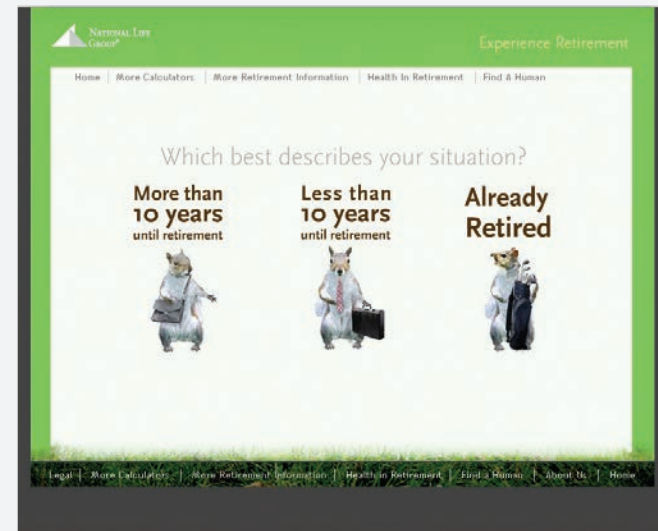 National Life
Group®
Experience Retirement
Home | More Calculators | More Retirement Information | Health In Retirement | Find A Human
Which best describes your situation?
More than
10 years
until retirement
Less than
10 years
until retirement
Already
Retired
Legal | More Calculators | More Retirement Information | Health in Retirement | Find a Human | About Us | Home